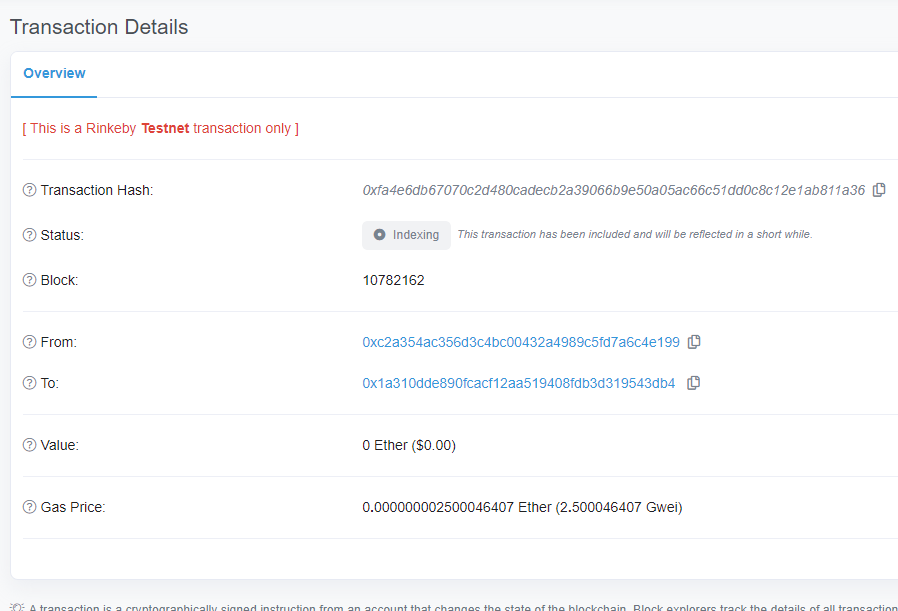 Transaction Details
Overview
[ This is a Rinkeby Testnet transaction only ]
Transaction Hash: 0xfa4e6db67070c2d480cadecb2a39066b9e50a05ac66c51dd0c8c12e1ab811a36
Status: Indexing This transaction has been included and will be reflected in a short while.
Block: 10782162
From: 0xc2a354ac356d3c4bc00432a4989c5fd7a6c4e199
To: 0x1a310dde890fcacf12aa519408fdb3d319543db4
Value: 0 Ether ($0.00)
Gas Price: 0.000000002500046407 Ether (2.500046407 Gwei)
A transaction is a cryptographically signed instruction from an account that changes the state of the blockchain. Block explorers track the details of all transaction